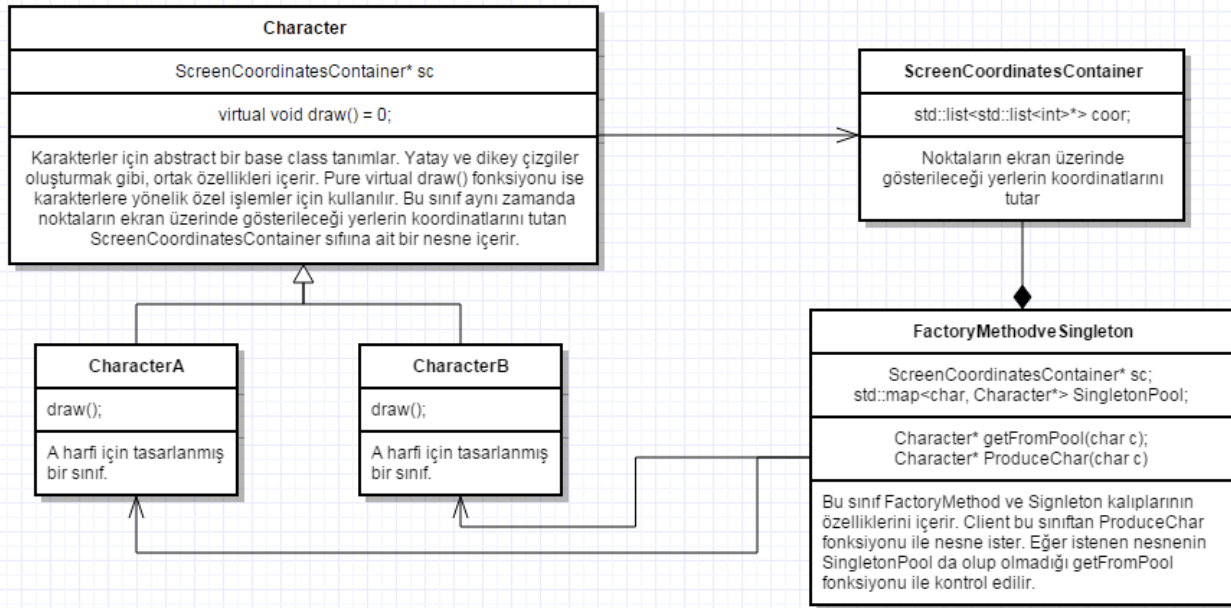 Character
ScreenCoordinatesContainer* sc
virtual void draw() = 0;
Karakterler için abstract bir base class tanımlar. Yatay ve dikey çizgiler
oluşturmak gibi, ortak özellikleri içerir. Pure virtual draw() fonksiyonu ise
karakterlere yönelik özel işlemler için kullanılır. Bu sınıf aynı zamanda
noktaların ekran üzerinde gösterileceği yerlerin koordinatlarını tutan
ScreenCoordinatesContainer sıfıına ait bir nesne içerir.
ScreenCoordinatesContainer
std::list<std::list<int>*> coor;
Noktaların ekran üzerinde
gösterileceği yerlerin koordinatlarını
tutar
CharacterA
draw();
A harfi için tasarlanmış
bir sınıf.
CharacterB
draw();
A harfi için tasarlanmış
bir sınıf.
FactoryMethodveSingleton
ScreenCoordinatesContainer* sc;
std::map<char, Character*> SingletonPool;
Character* getFromPool(char c);
Character* ProduceChar(char c)
Bu sınıf FactoryMethod ve Signleton kalıplarının
özelliklerini içerir. Client bu sınıftan ProduceChar
fonksiyonu ile nesne ister. Eğer istenen nesnenin
SingletonPool da olup olmadığı getFromPool
fonksiyonu ile kontrol edilir.